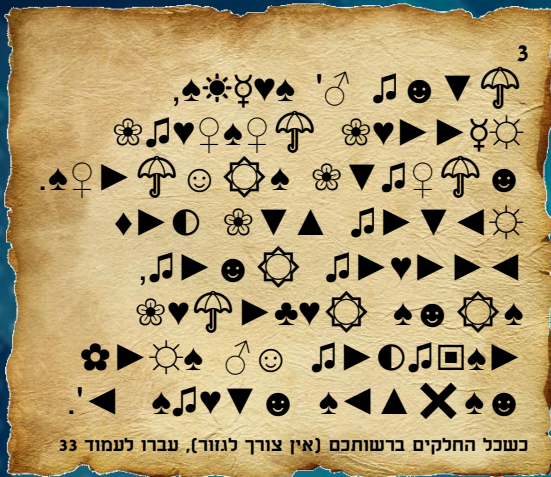 3
☂▼☻♫ ♂' ♠♥☿☀♠,
☼☿►►♥❀ ☂♀♠♀♥♫❀
☻☂♀♫▼❀ ♠۞☺☂►♀♠.
☼◄▼►♫ ▲▼❀ ◐►♦
◄►►♥►♫ ۞☻►♫,
♠۞☻♠ ۞♥♣►☂♥❀
►♠▣♫◐►♫ ☺♂ ♠☼►✿
☻♠✖▲◄♠ ☻▼♥♫♠ ◄'.
כשכל החלקים ברשותכם (אין צורך לגזור), עברו לעמוד 33